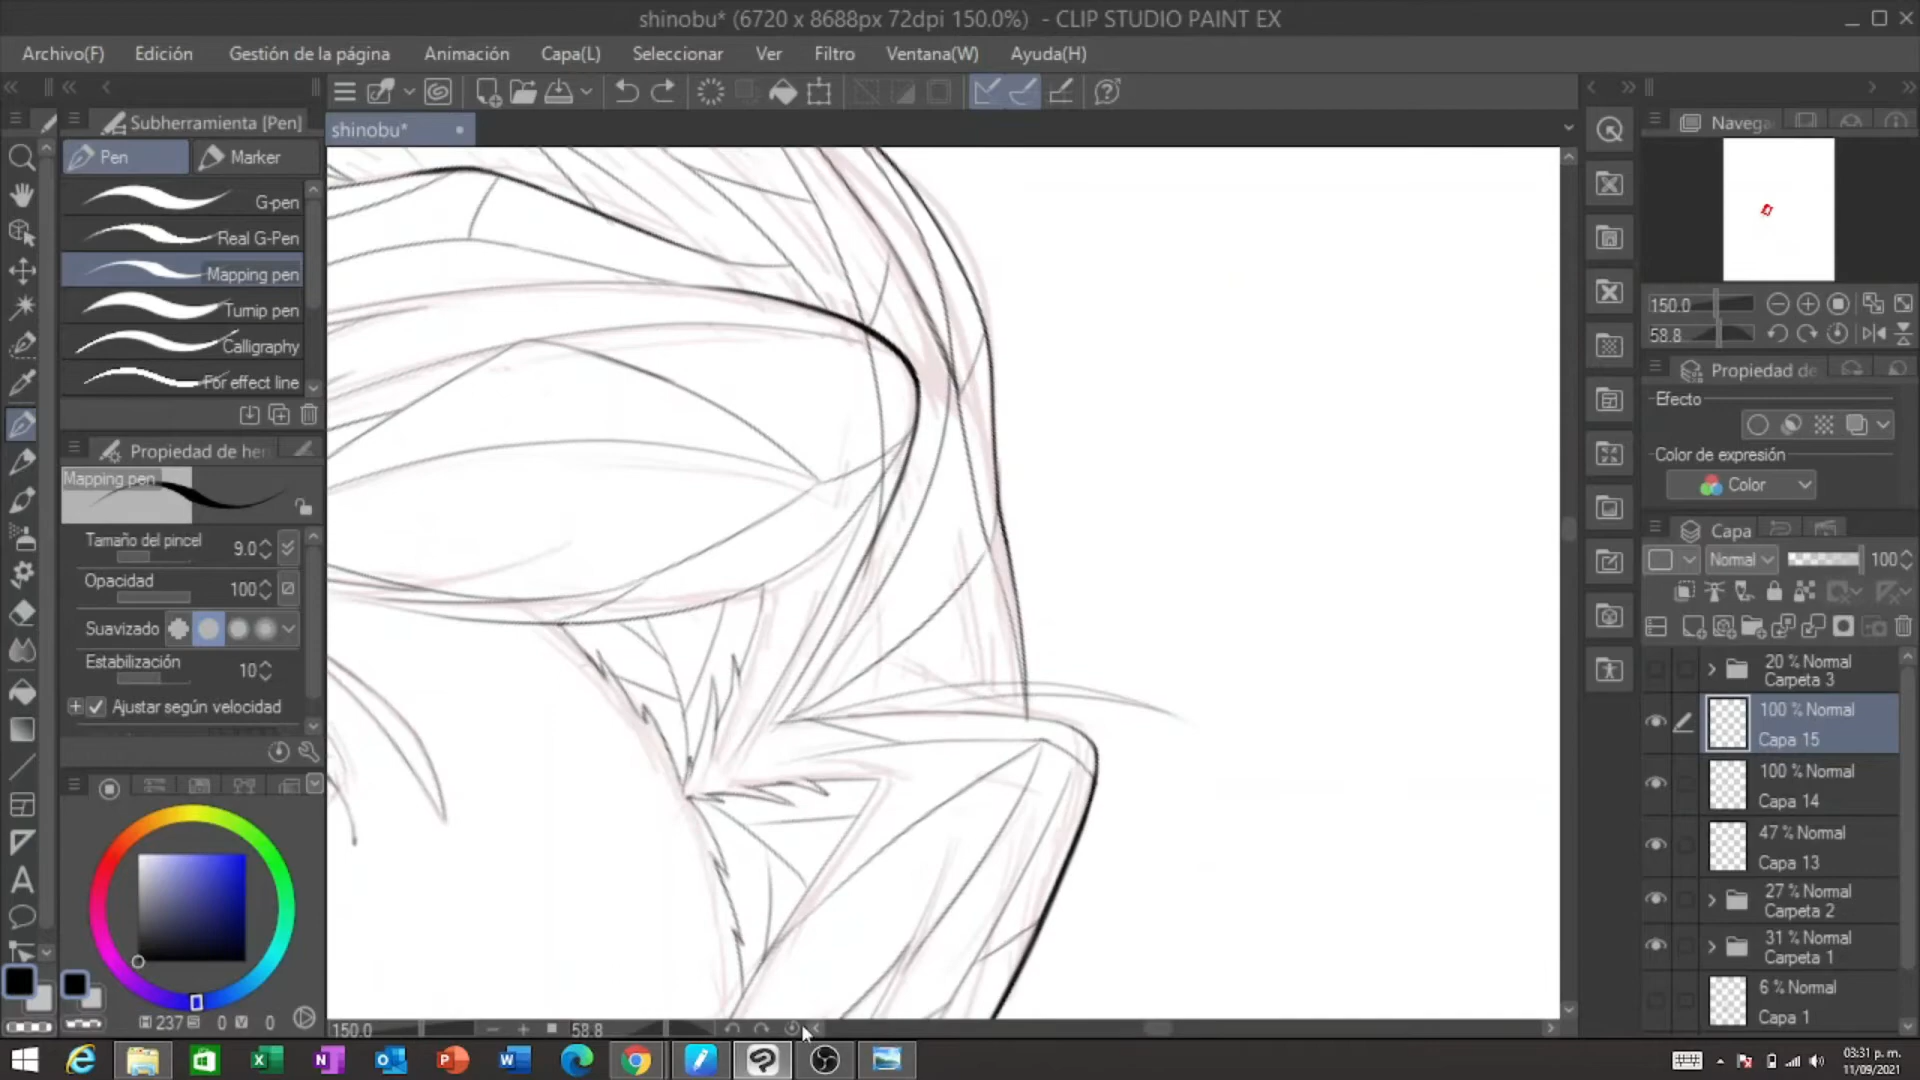 shinobu* (6720 x 8688px 72dpi 150.0%) - CLIP STUDIO PAINT EX
Archivo(F) Edición Gestión de la página Animación Capa(L) Seleccionar Ver Filtro Ventana(W) Ayuda(H)
Subherramienta [Pen]
shinobu*
Navega
Pen Marker
G-pen
Real G-Pen
Mapping pen
Turnip pen
Calligraphy
For effect line
150.0
58.8
Propiedad de
Efecto
Color de expresión
Color
Propiedad de her
Mapping pen
Tamaño del pincel 9.0
Opacidad 100
Suavizado
Estabilización 10
Ajustar según velocidad
Capa
Normal 100
20 % Normal
Carpeta 3
100 % Normal
Capa 15
100 % Normal
Capa 14
47 % Normal
Capa 13
27 % Normal
Carpeta 2
31 % Normal
Carpeta 1
6 % Normal
Capa 1
H 237 S 0 V 0
150.0 58.8
03:31 p. m.
11/09/2021